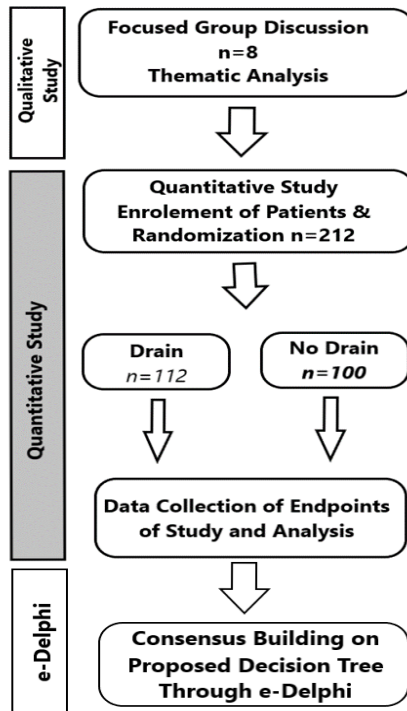 Qualitative
Study
Focused Group Discussion
n=8
Thematic Analysis
Quantitative Study
Quantitative Study
Enrolement of Patients &
Randomization n=212
Drain
n=112
No Drain
n=100
Data Collection of Endpoints
of Study and Analysis
e-Delphi
Consensus Building on
Proposed Decision Tree
Through e-Delphi